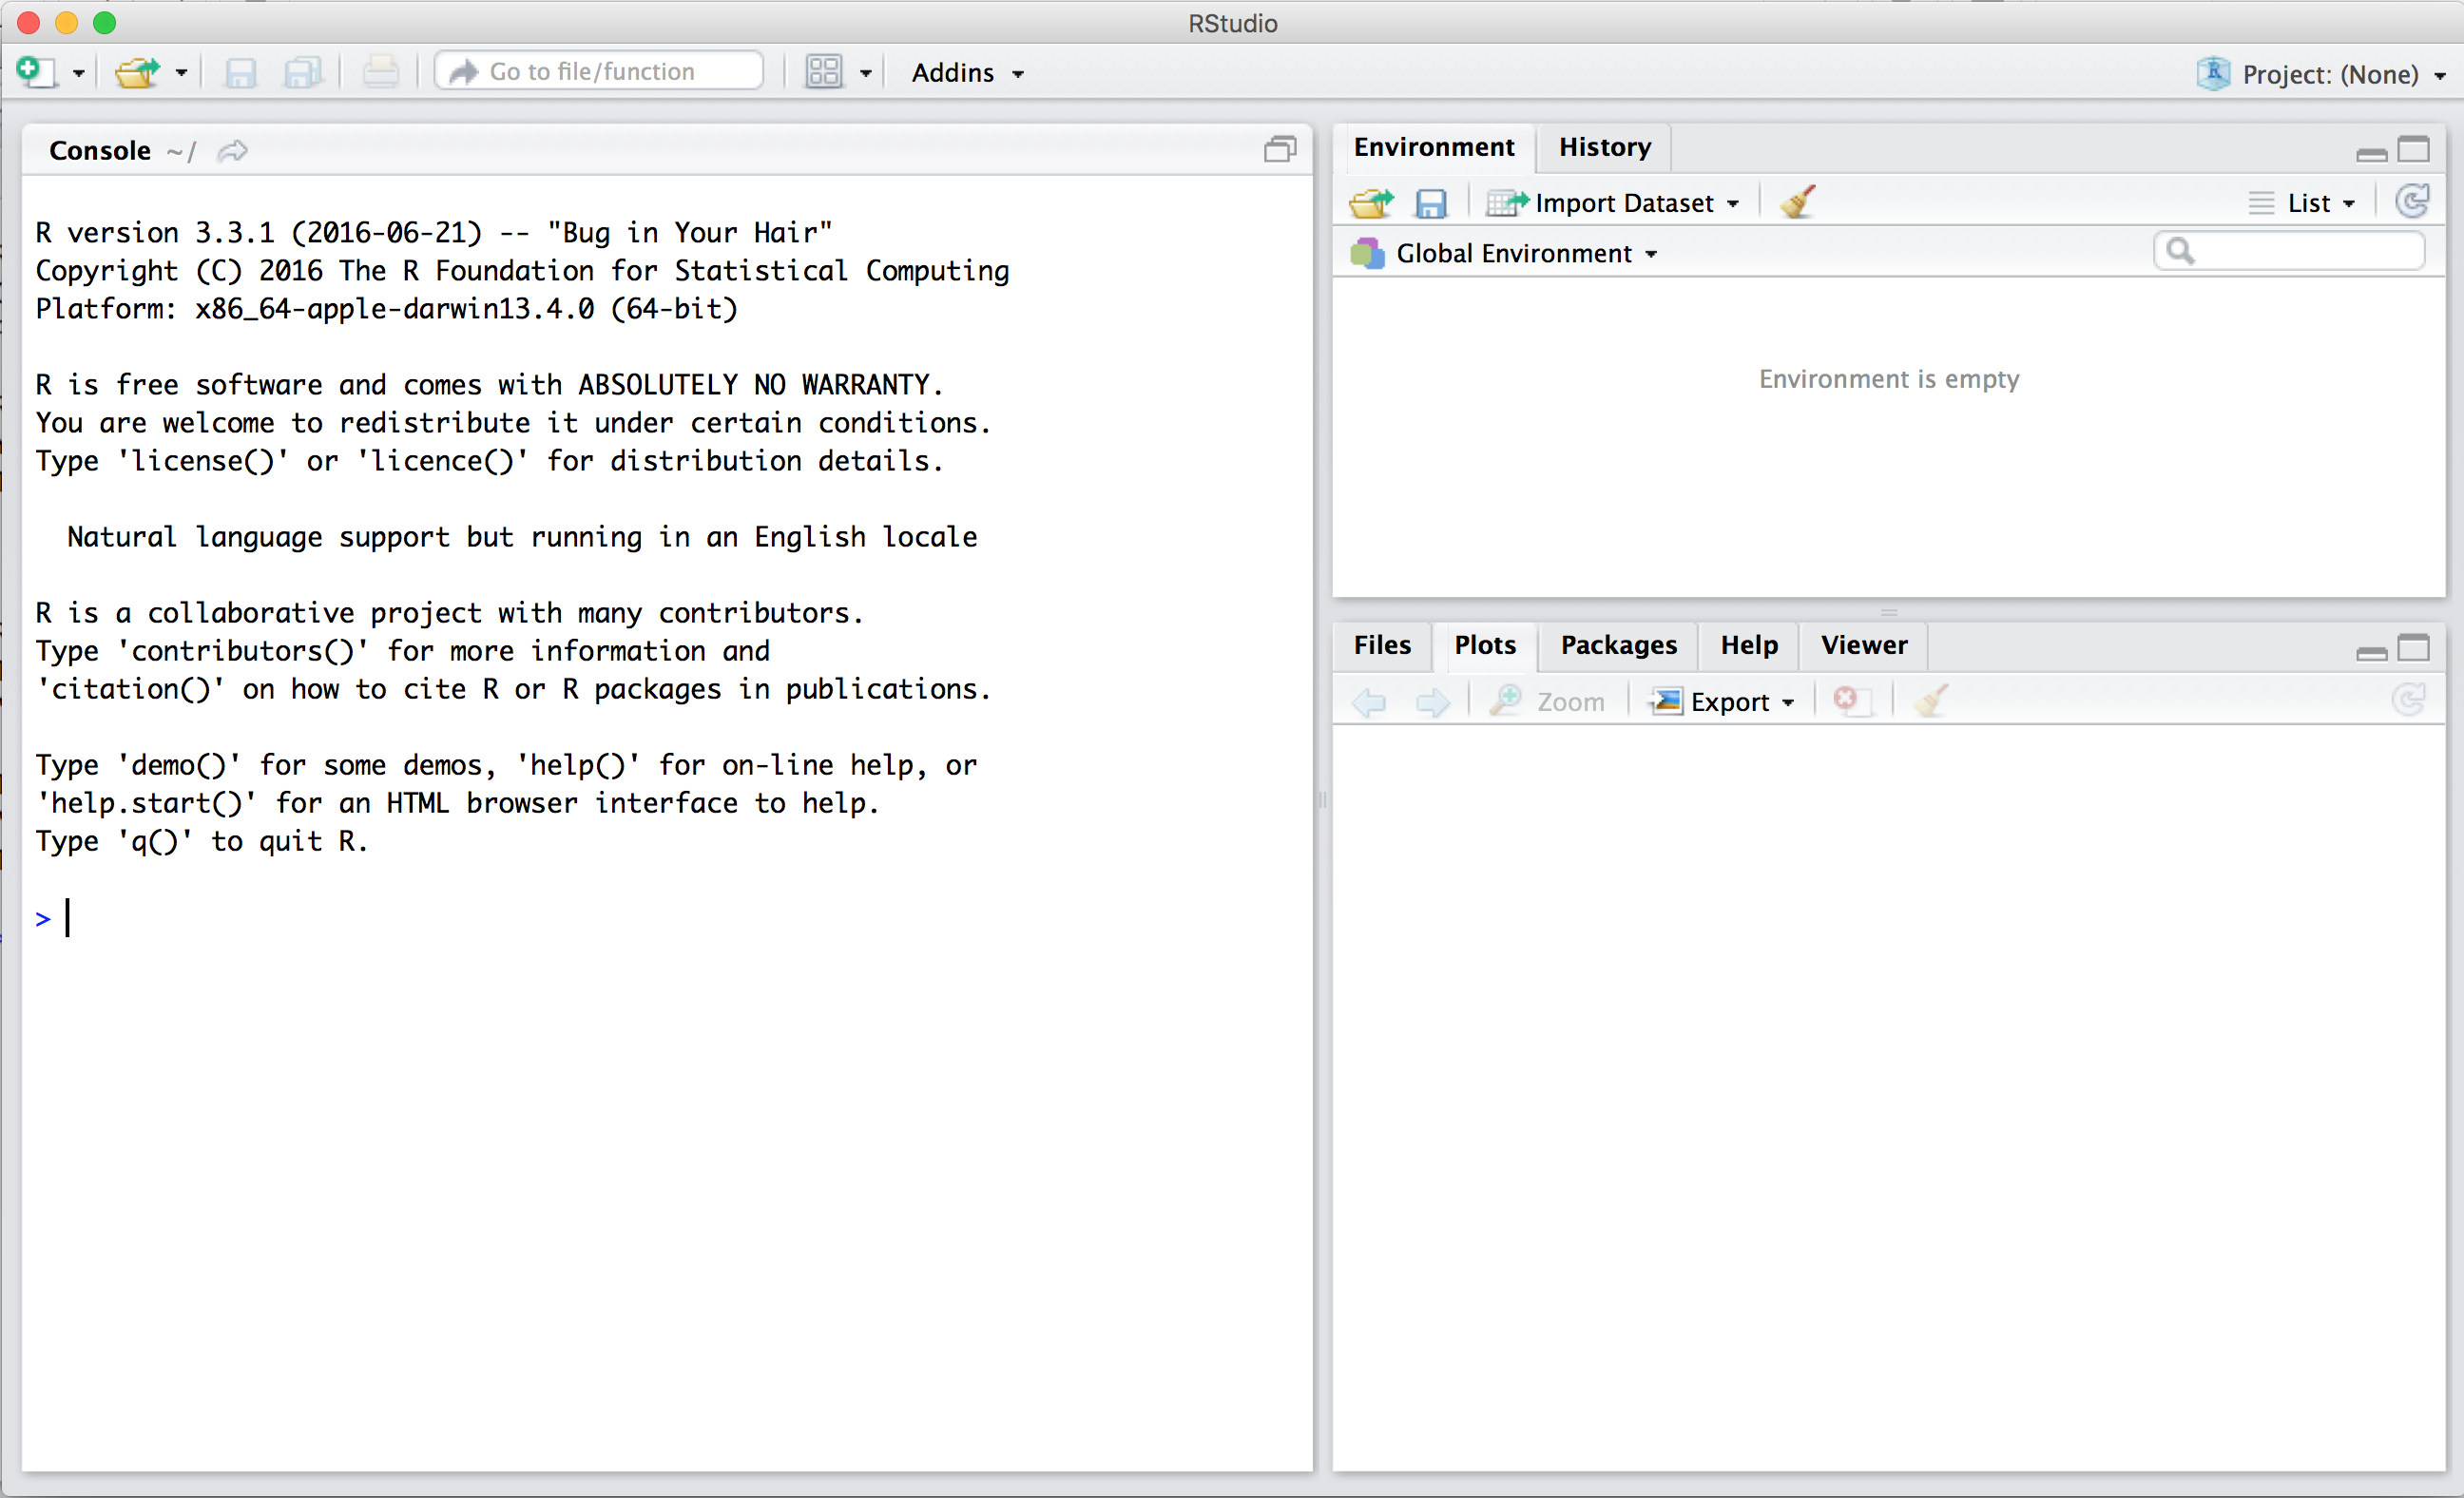 RStudio
Go to file/function
Addins
Project: (None)
Console ~/
R version 3.3.1 (2016-06-21) -- "Bug in Your Hair"
Copyright (C) 2016 The R Foundation for Statistical Computing
Platform: x86_64-apple-darwin13.4.0 (64-bit)
R is free software and comes with ABSOLUTELY NO WARRANTY.
You are welcome to redistribute it under certain conditions.
Type 'license()' or 'licence()' for distribution details.
Natural language support but running in an English locale
R is a collaborative project with many contributors.
Type 'contributors()' for more information and
'citation()' on how to cite R or R packages in publications.
Type 'demo()' for some demos, 'help()' for on-line help, or
'help.start()' for an HTML browser interface to help.
Type 'q()' to quit R.
>
Environment History
Import Dataset List
Global Environment
Environment is empty
Files Plots Packages Help Viewer
Zoom Export